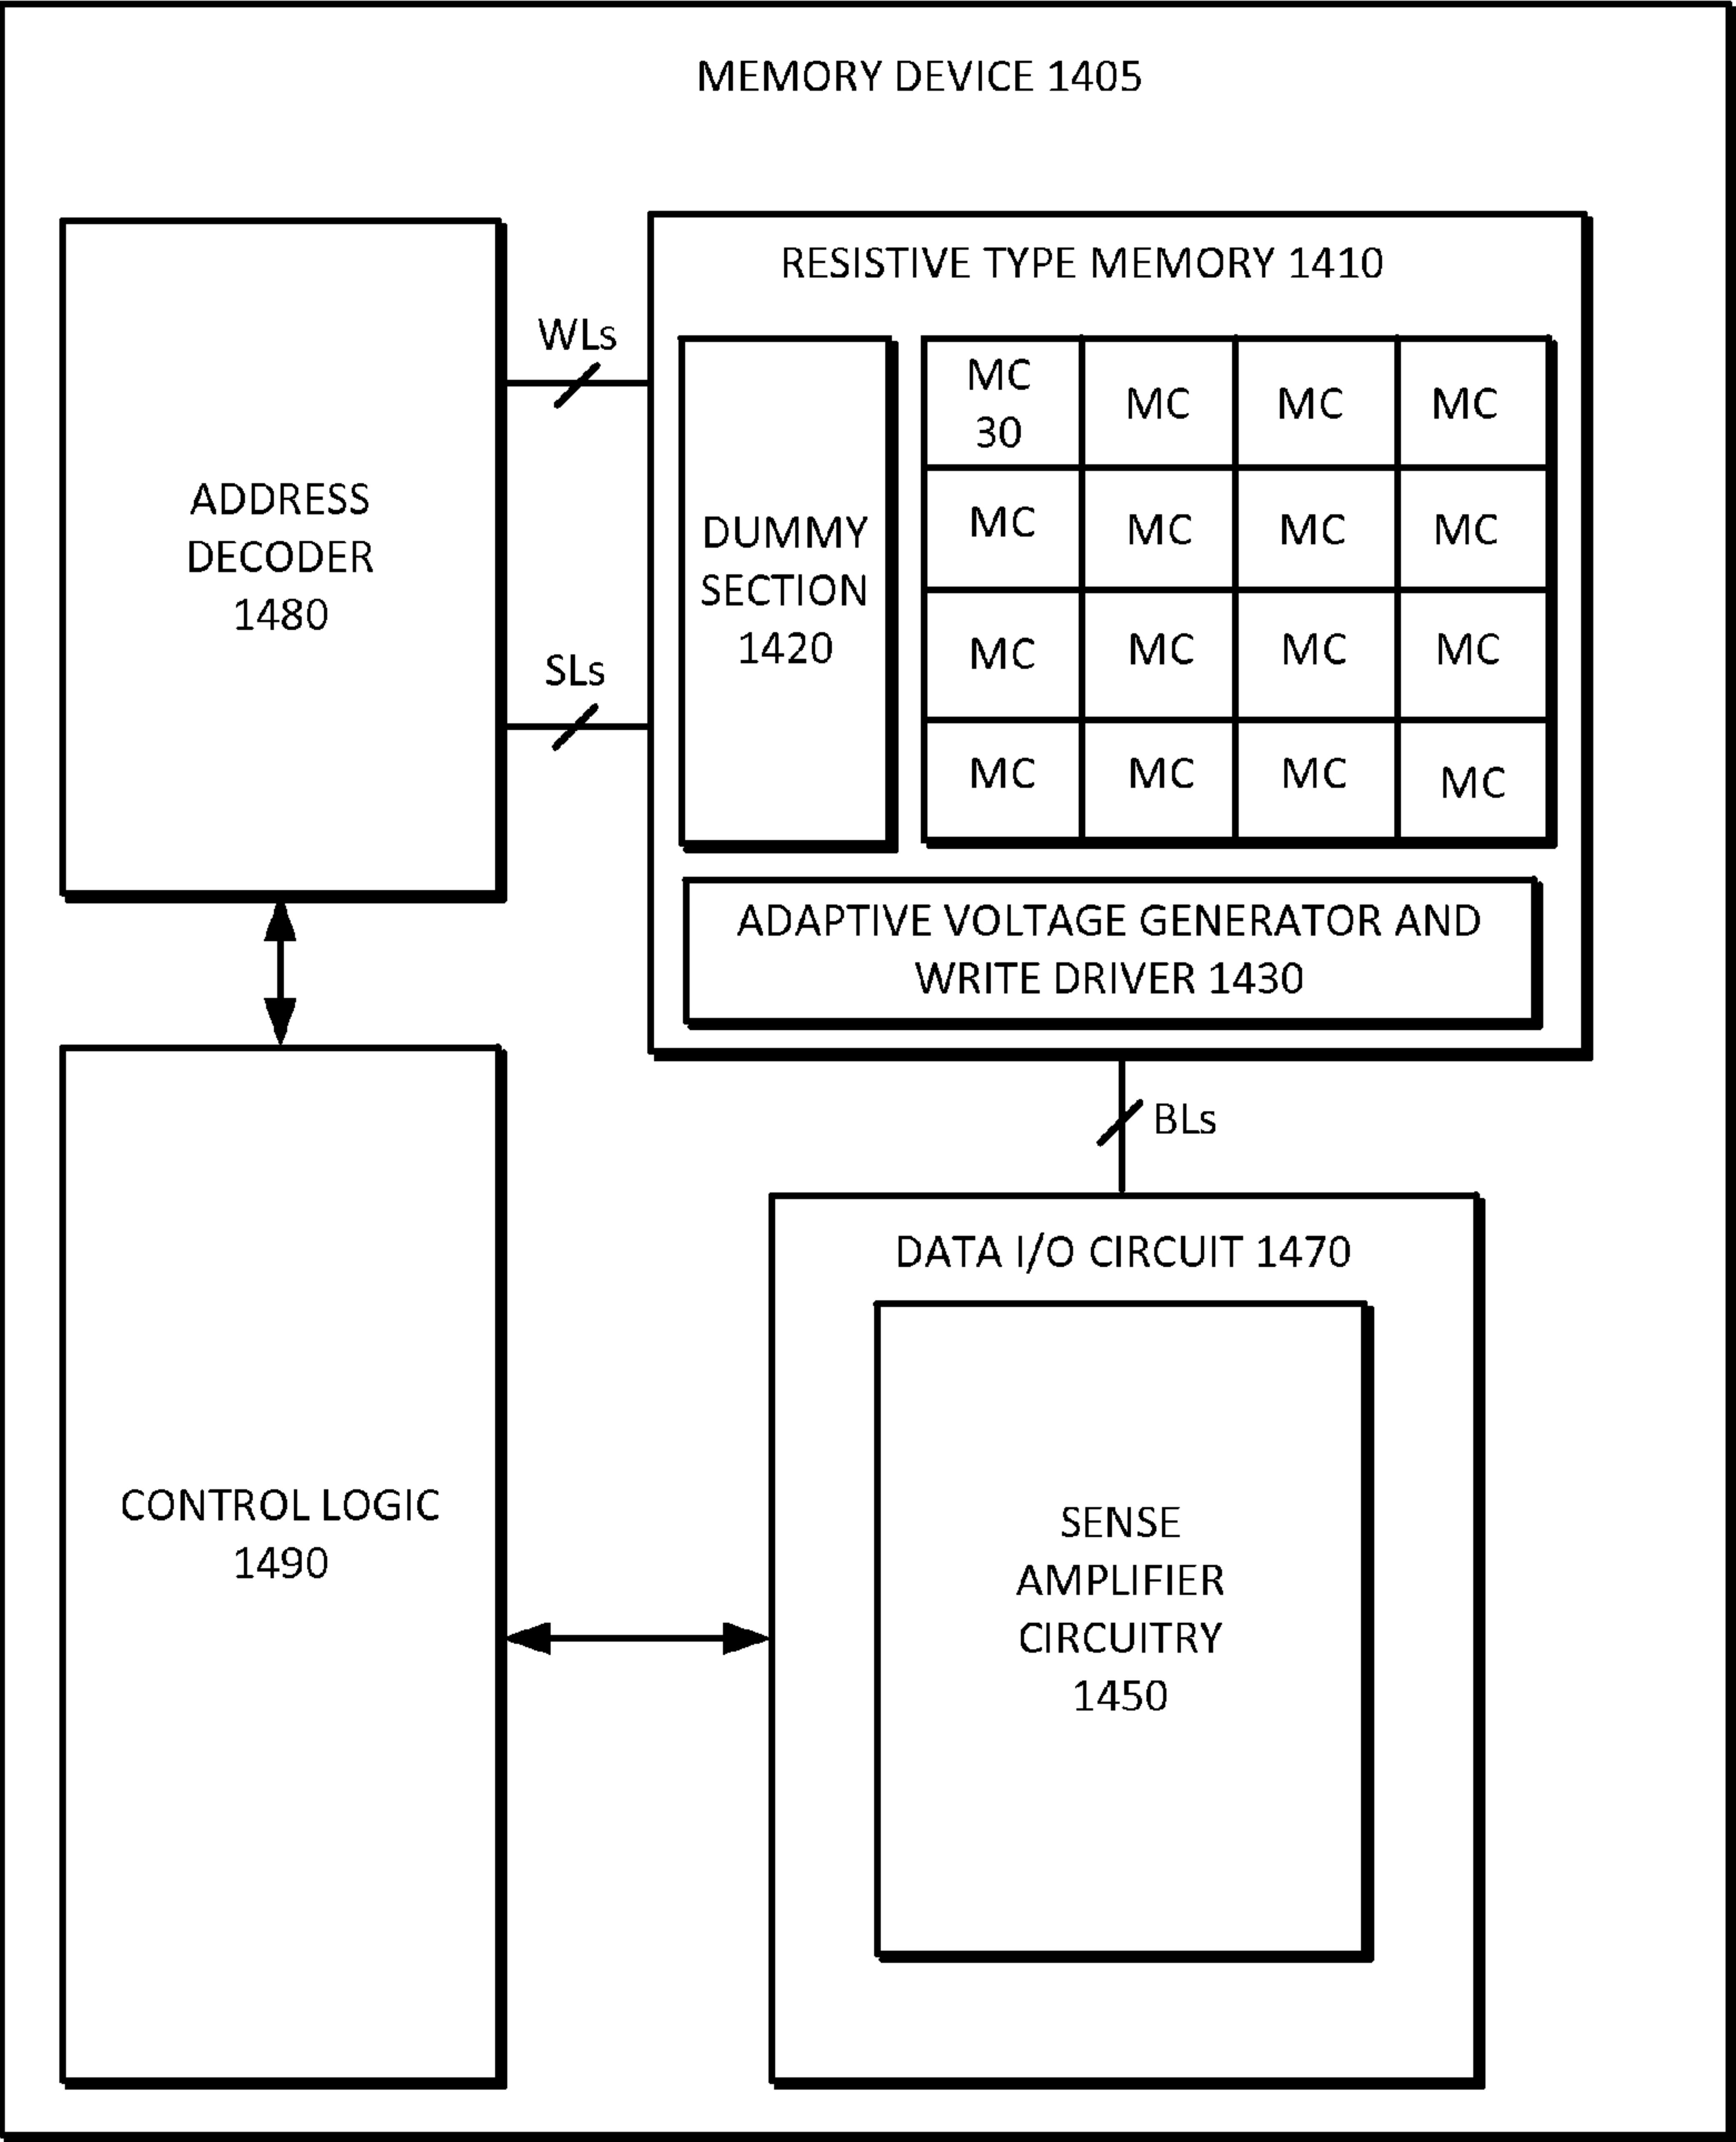 MEMORY DEVICE 1405
RESISTIVE TYPE MEMORY 1410
WLs
SLs
ADDRESS
DECODER
1480
DUMMY
SECTION
1420
MC
30
MC MC MC
MC MC MC MC
MC MC MC MC
MC MC MC MC
ADAPTIVE VOLTAGE GENERATOR AND
WRITE DRIVER 1430
BLs
DATA I/O CIRCUIT 1470
CONTROL LOGIC
1490
SENSE
AMPLIFIER
CIRCUITRY
1450